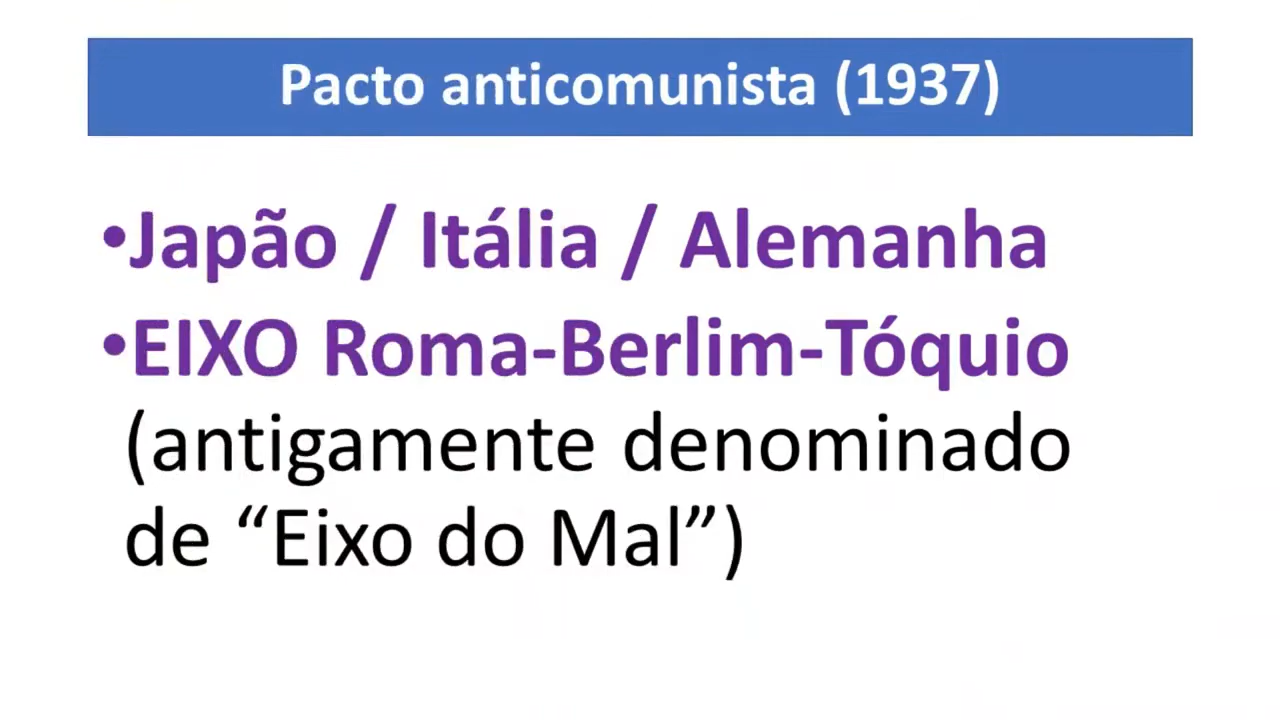 Pacto anticomunista (1937)
•Japão / Itália / Alemanha
•EIXO Roma-Berlim-Tóquio
(antigamente denominado
de “Eixo do Mal”)